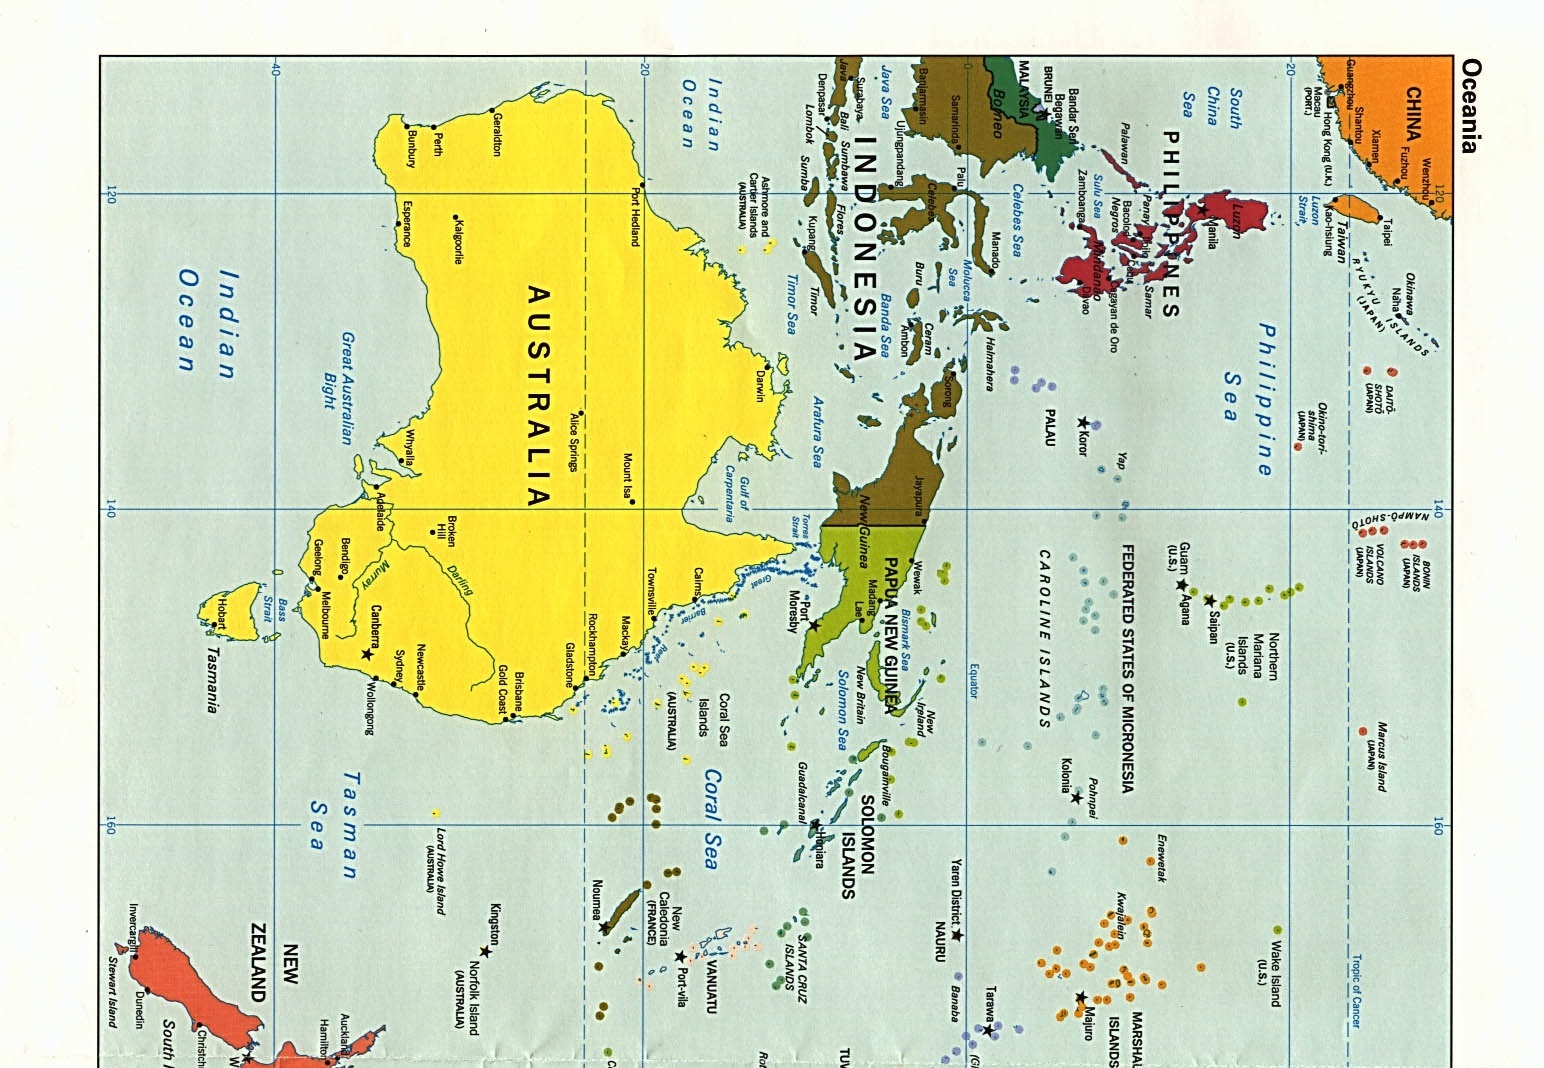 Oceania
CHINA
Guangzhou
Macau
(PORT.)
Hong Kong (U.K.)
Shantou
Xiamen
Fuzhou
Wenzhou
120
20
0
20
40
South
China
Sea
Luzon
Strait
Kao-hsiung
Taiwan
Taipei
RYUKYU
ISLANDS
(JAPAN)
Okinawa
Naha
DAITŌ-
SHOTŌ
(JAPAN)
Okino-tori-
shima
(JAPAN)
140
NAMPŌ-SHOTŌ
BONIN
ISLANDS
(JAPAN)
VOLCANO
ISLANDS
(JAPAN)
Marcus Island
(JAPAN)
160
Tropic of Cancer
Wake Island
(U.S.)
Philippine
Sea
PHILIPPINES
Luzon
Manila
Palawan
Panay
Bacolod
Negros
Cebu
Samar
Sulu Sea
Zamboanga
Mindanao
Cagayan de Oro
Davao
Northern
Mariana
Islands
(U.S.)
Saipan
Guam
(U.S.)
Agana
Yap
PALAU
Koror
FEDERATED STATES OF MICRONESIA
CAROLINE ISLANDS
Pohnpei
Kolonia
Enewetak
Kwajalein
Majuro
MARSHAL
ISLANDS
Bandar Seri
Begawan
BRUNEI
MALAYSIA
Borneo
Samarinda
Banjarmasin
Celebes Sea
Manado
Palu
Celebes
Ujungpandang
Molucca
Sea
Halmahera
Sorong
Buru
Ceram
Ambon
Banda Sea
INDONESIA
Java Sea
Java
Surabaya
Bali
Denpasar
Lombok
Sumbawa
Sumba
Flores
Kupang
Timor
Timor Sea
Arafura Sea
Jayapura
New Guinea
PAPUA NEW GUINEA
Wewak
Madang
Lae
Port
Moresby
Bismark Sea
New Britain
New
Ireland
Bougainville
Solomon Sea
SOLOMON
ISLANDS
Guadalcanal
Honiara
SANTA CRUZ
ISLANDS
Equator
Yaren District
NAURU
Banaba
Tarawa
(G
TUV
Rot
Indian
Ocean
Ashmore and
Cartier Islands
(AUSTRALIA)
AUSTRALIA
Geraldton
Perth
Bunbury
Port Hedland
Kalgoorlie
Esperance
Darwin
Alice Springs
Mount Isa
Gulf of
Carpentaria
Torres
Strait
Great
Barrier
Reef
Cairns
Townsville
Mackay
Rockhampton
Gladstone
Brisbane
Gold Coast
Newcastle
Sydney
Wollongong
Canberra
Darling
Murray
Broken
Hill
Whyalla
Adelaide
Bendigo
Geelong
Melbourne
Bass
Strait
Hobart
Tasmania
Great Australian
Bight
Indian
Ocean
120
140
160
Coral Sea
Islands
(AUSTRALIA)
Coral Sea
New
Caledonia
(FRANCE)
Noumea
VANUATU
Port-vila
Tasman
Sea
Lord Howe Island
(AUSTRALIA)
Kingston
Norfolk Island
(AUSTRALIA)
NEW
ZEALAND
Invercargill
Stewart Island
Dunedin
Christch
South I
Auckland
Hamilton
W